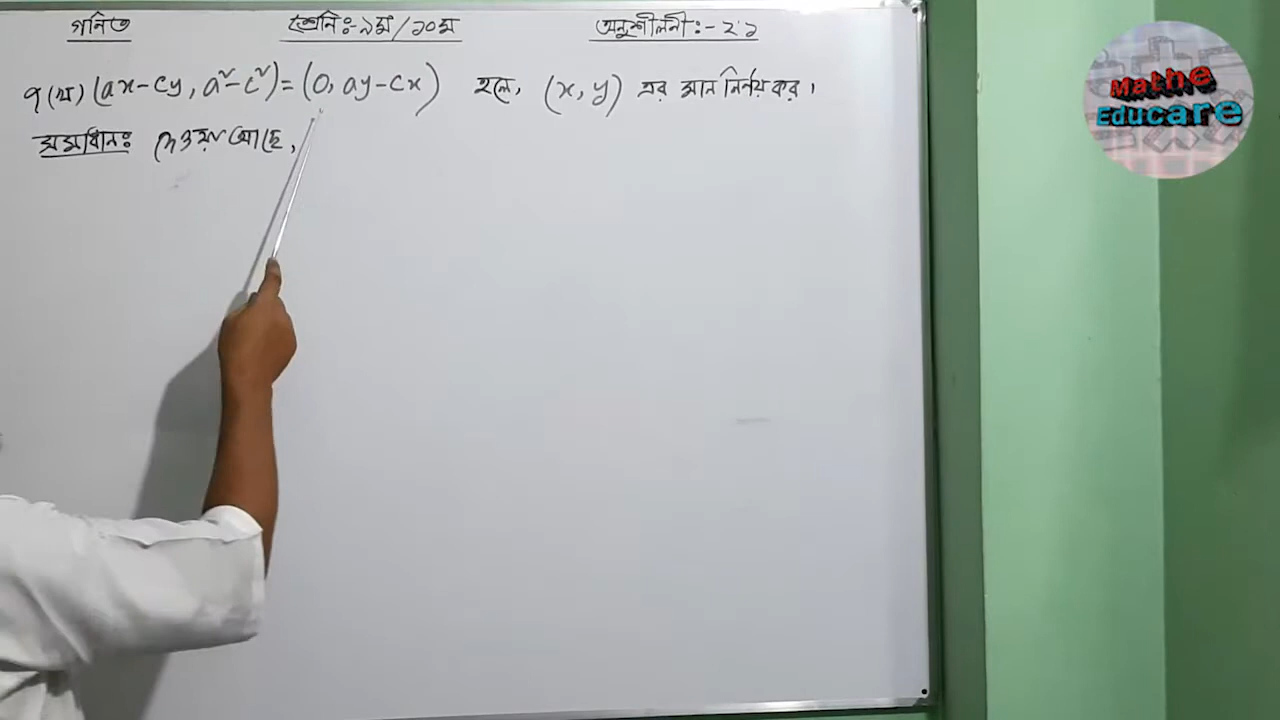 গনিত শ্রেনিঃ-৯ম/১০ম অনুশীলনীঃ-২.১
৭(খ) (ax-cy, a²-c²)=(0, ay-cx) হলে, (x, y) এর মান নির্নয় কর।
সমাধানঃ দেওয়া আছে,
Mathe
Educare